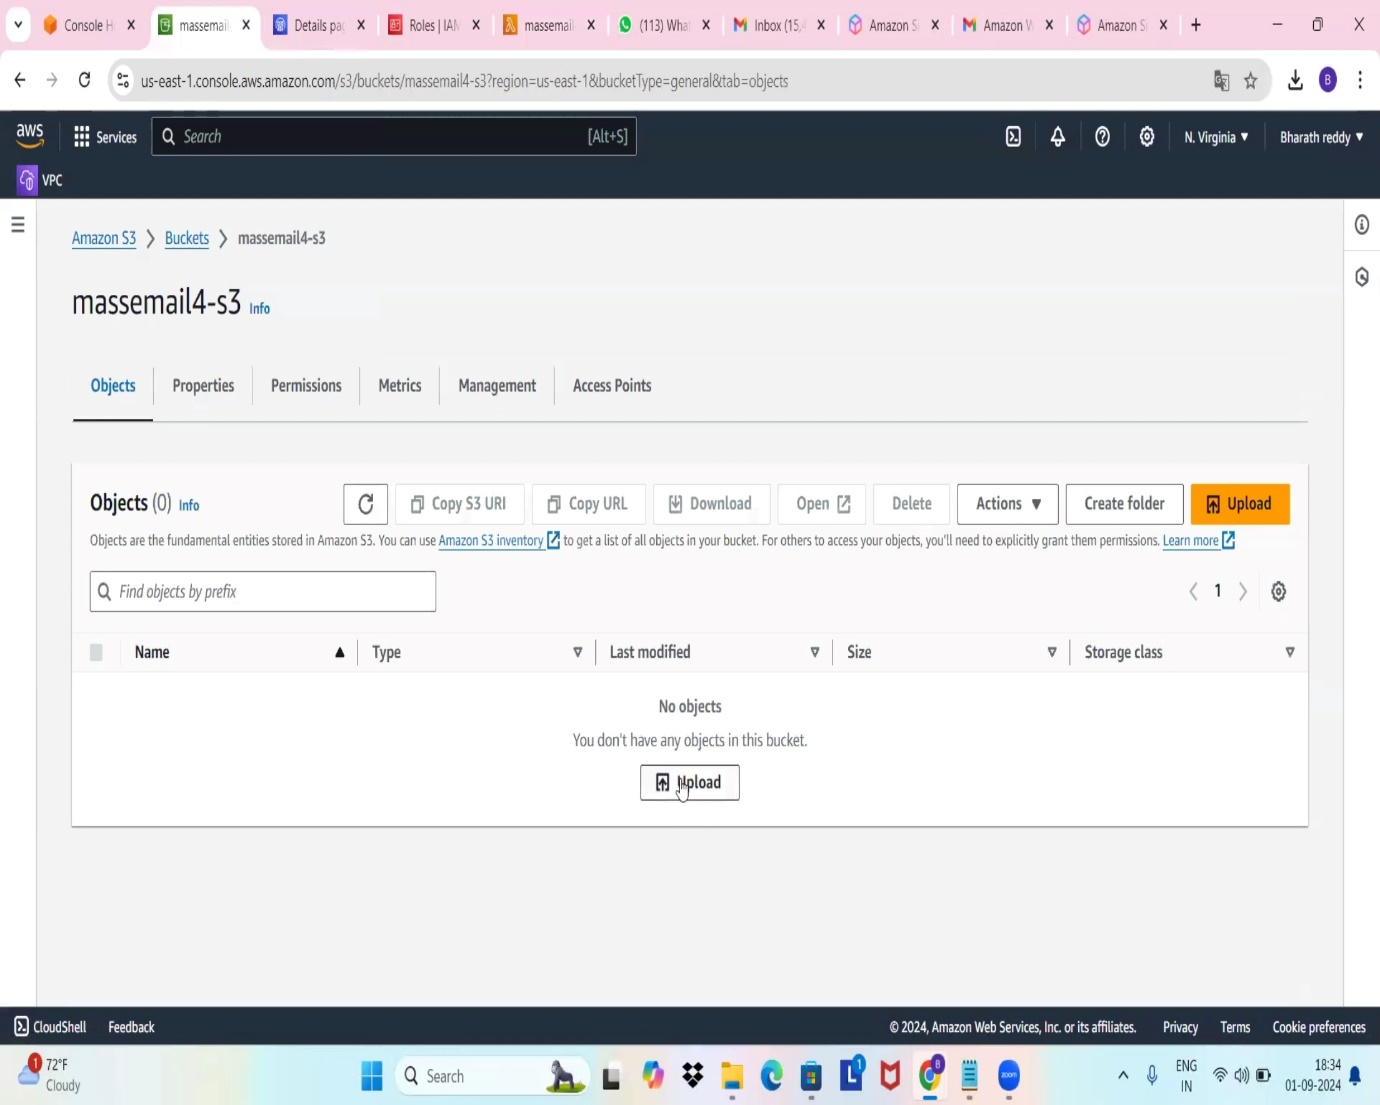 Console H
massemail
Details pa
Roles | IAM
massemail
(113) What
Inbox (15,4
Amazon S
Amazon W
Amazon S
us-east-1.console.aws.amazon.com/s3/buckets/massemail4-s3?region=us-east-1&bucketType=general&tab=objects
B
aws
Services
Search
[Alt+S]
N. Virginia
Bharath reddy
VPC
Amazon S3
Buckets
massemail4-s3
massemail4-s3 Info
Objects
Properties
Permissions
Metrics
Management
Access Points
Objects (0) Info
Copy S3 URI
Copy URL
Download
Open
Delete
Actions
Create folder
Upload
Objects are the fundamental entities stored in Amazon S3. You can use Amazon S3 inventory to get a list of all objects in your bucket. For others to access your objects, you'll need to explicitly grant them permissions. Learn more
Find objects by prefix
1
Name
Type
Last modified
Size
Storage class
No objects
You don't have any objects in this bucket.
Upload
CloudShell
Feedback
© 2024, Amazon Web Services, Inc. or its affiliates.
Privacy
Terms
Cookie preferences
1
72°F
Cloudy
Search
L
1
B
zoom
ENG
IN
18:34
01-09-2024